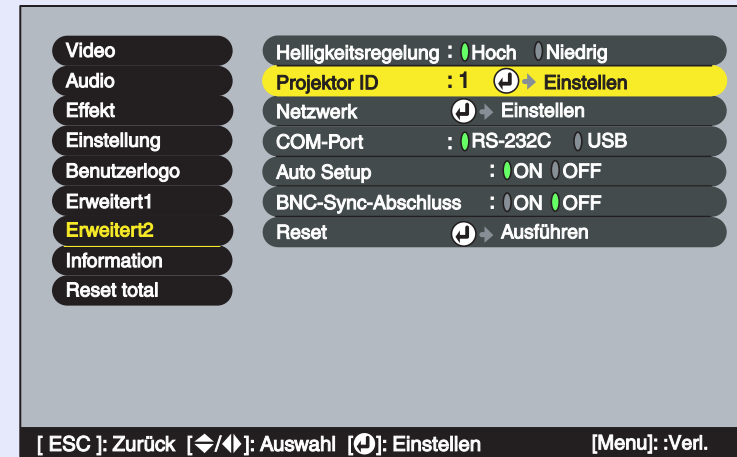 Video
Audio
Effekt
Einstellung
Benutzerlogo
Erweitert1
Erweitert2
Information
Reset total
Helligkeitsregelung : Hoch Niedrig
Projektor ID : 1 Einstellen
Netzwerk Einstellen
COM-Port : RS-232C USB
Auto Setup : ON OFF
BNC-Sync-Abschluss : ON OFF
Reset Ausführen
[ ESC ]: Zurück [ / ]: Auswahl [ ]: Einstellen [Menu]: :Verl.